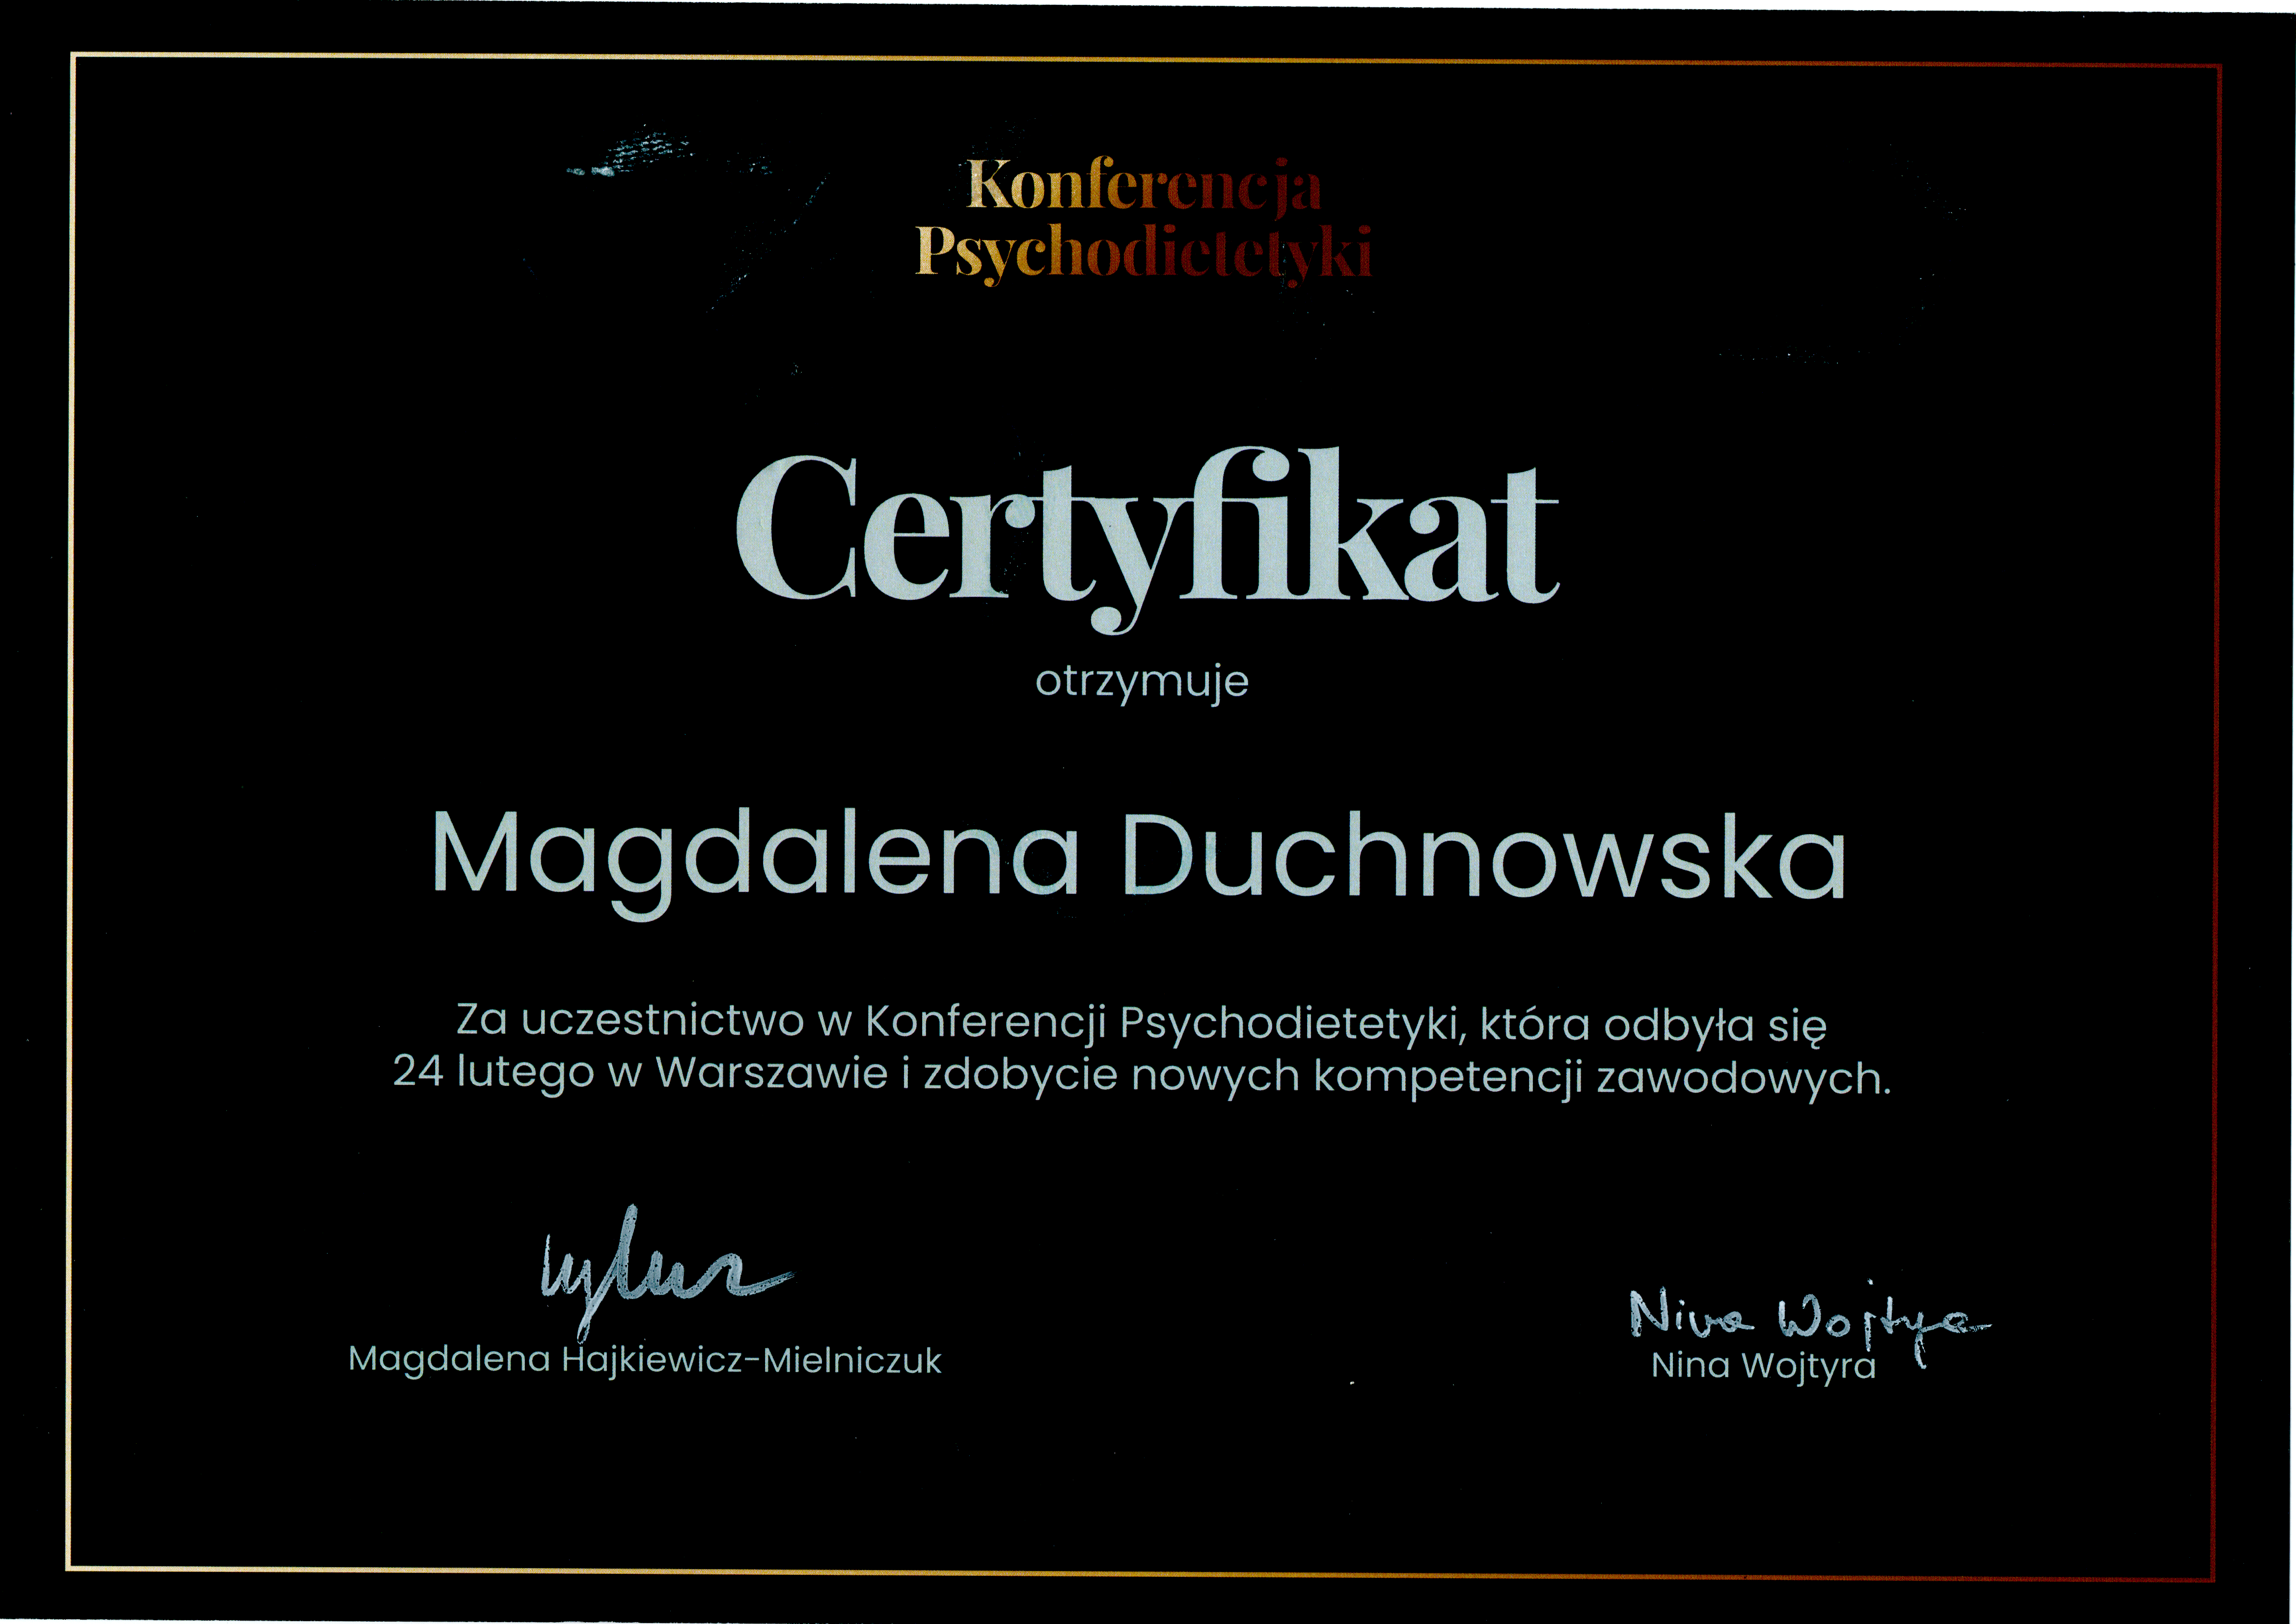 Konferencja
Psychodietetyki
Certyfikat
otrzymuje
Magdalena Duchnowska
Za uczestnictwo w Konferencji Psychodietetyki, która odbyła się
24 lutego w Warszawie i zdobycie nowych kompetencji zawodowych.
Nina Wojtyra
Magdalena Hajkiewicz-Mielniczuk
Nina Wojtyra